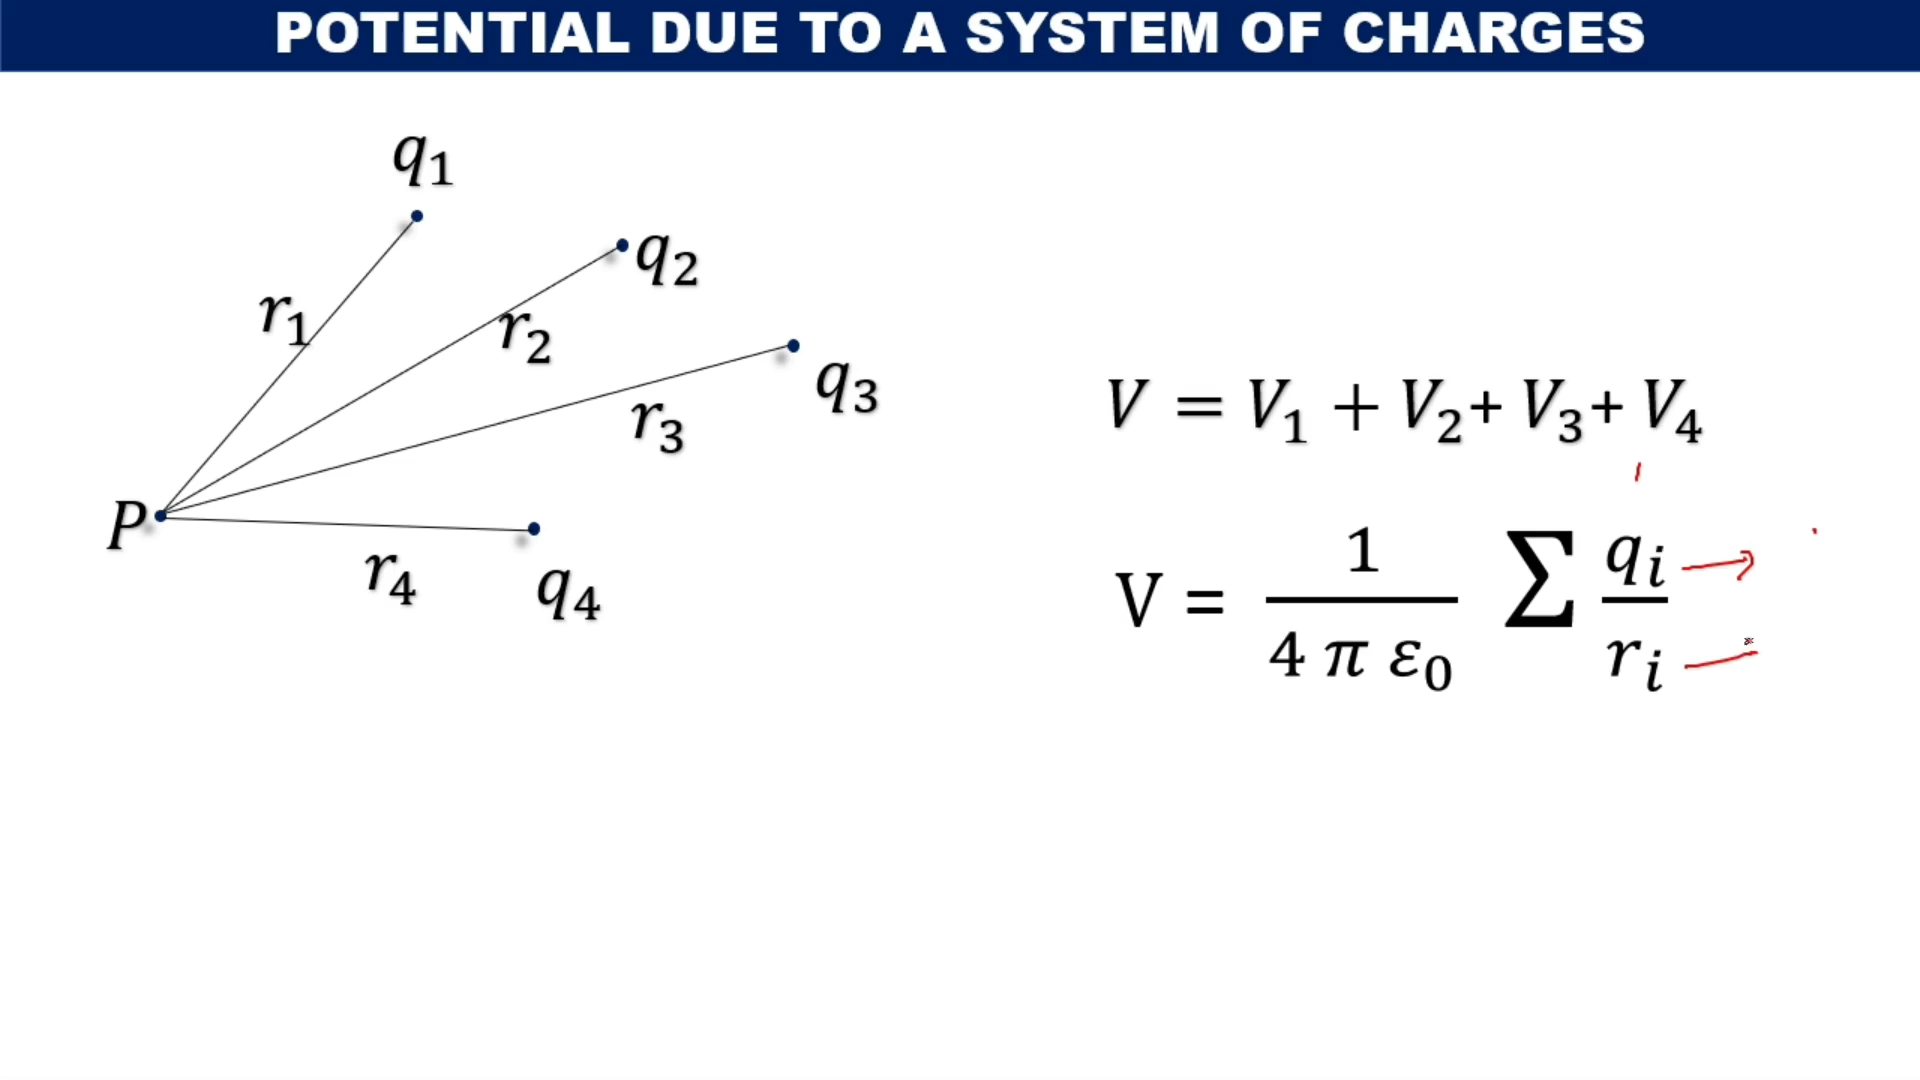 POTENTIAL DUE TO A SYSTEM OF CHARGES
q₁
q₂
r₁
r₂
q₃
r₃
V = V₁ + V₂ + V₃ + V₄
P
r₄
q₄
V = 1 / (4 π ε₀) Σ qᵢ / rᵢ